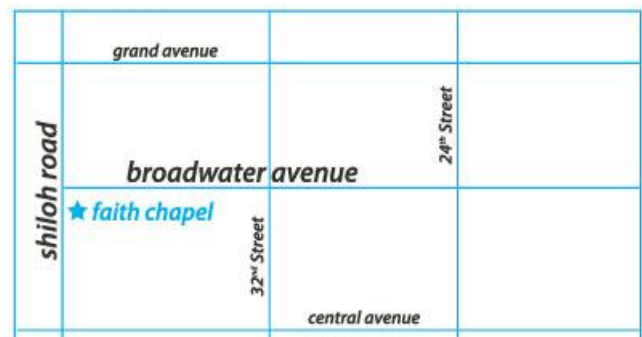 grand avenue
24th Street
broadwater avenue
shiloh road
faith chapel
32nd Street
central avenue